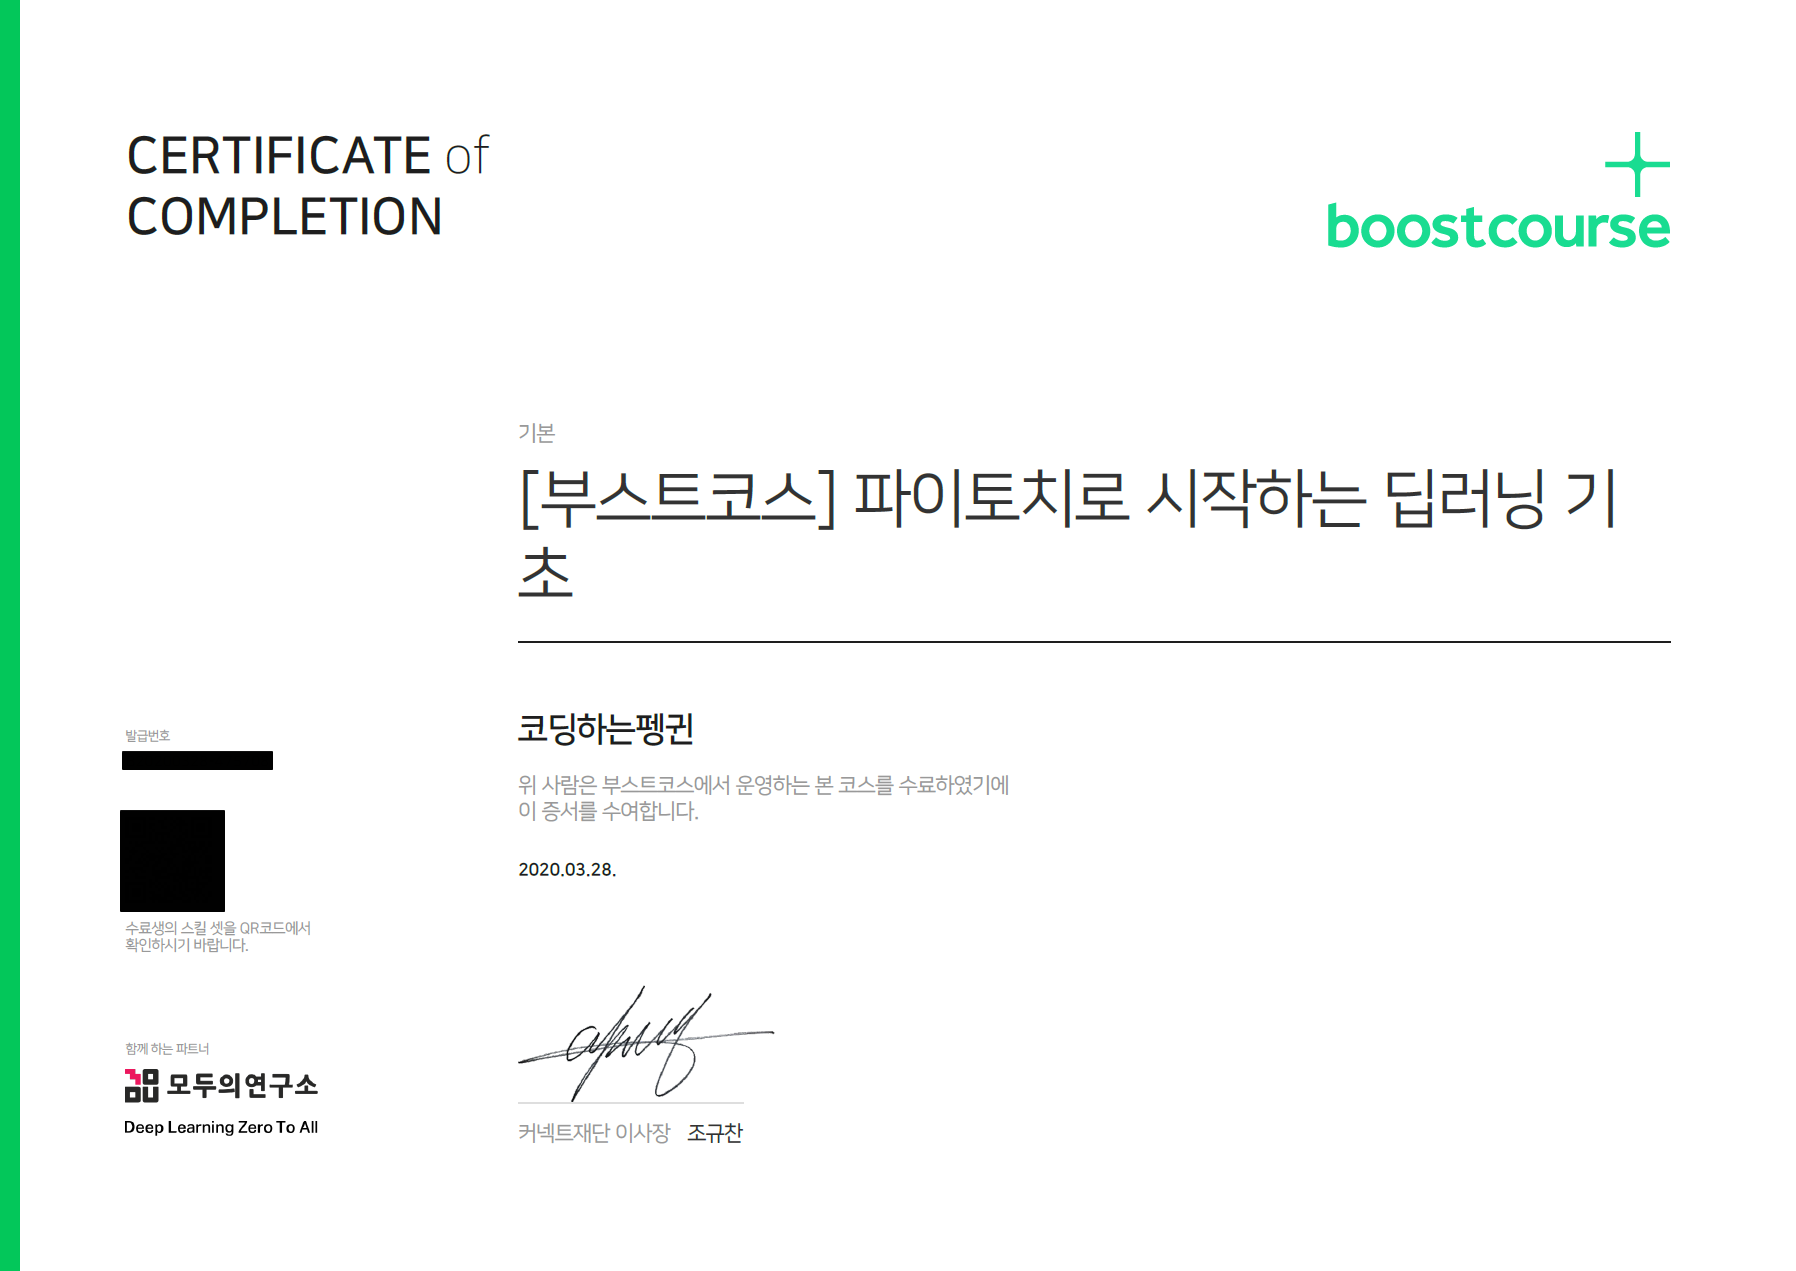 CERTIFICATE of
COMPLETION
boostcourse
기본
[부스트코스] 파이토치로 시작하는 딥러닝 기
초
코딩하는펭귄
위 사람은 부스트코스에서 운영하는 본 코스를 수료하였기에
이 증서를 수여합니다.
2020.03.28.
발급번호
수료생의 스킬 셋을 QR코드에서
확인하시기 바랍니다.
함께 하는 파트너
모두의연구소
Deep Learning Zero To All
커넥트재단 이사장 조규찬